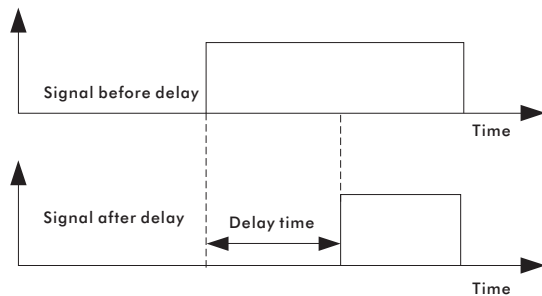 Signal before delay
Time
Signal after delay
Delay time
Time